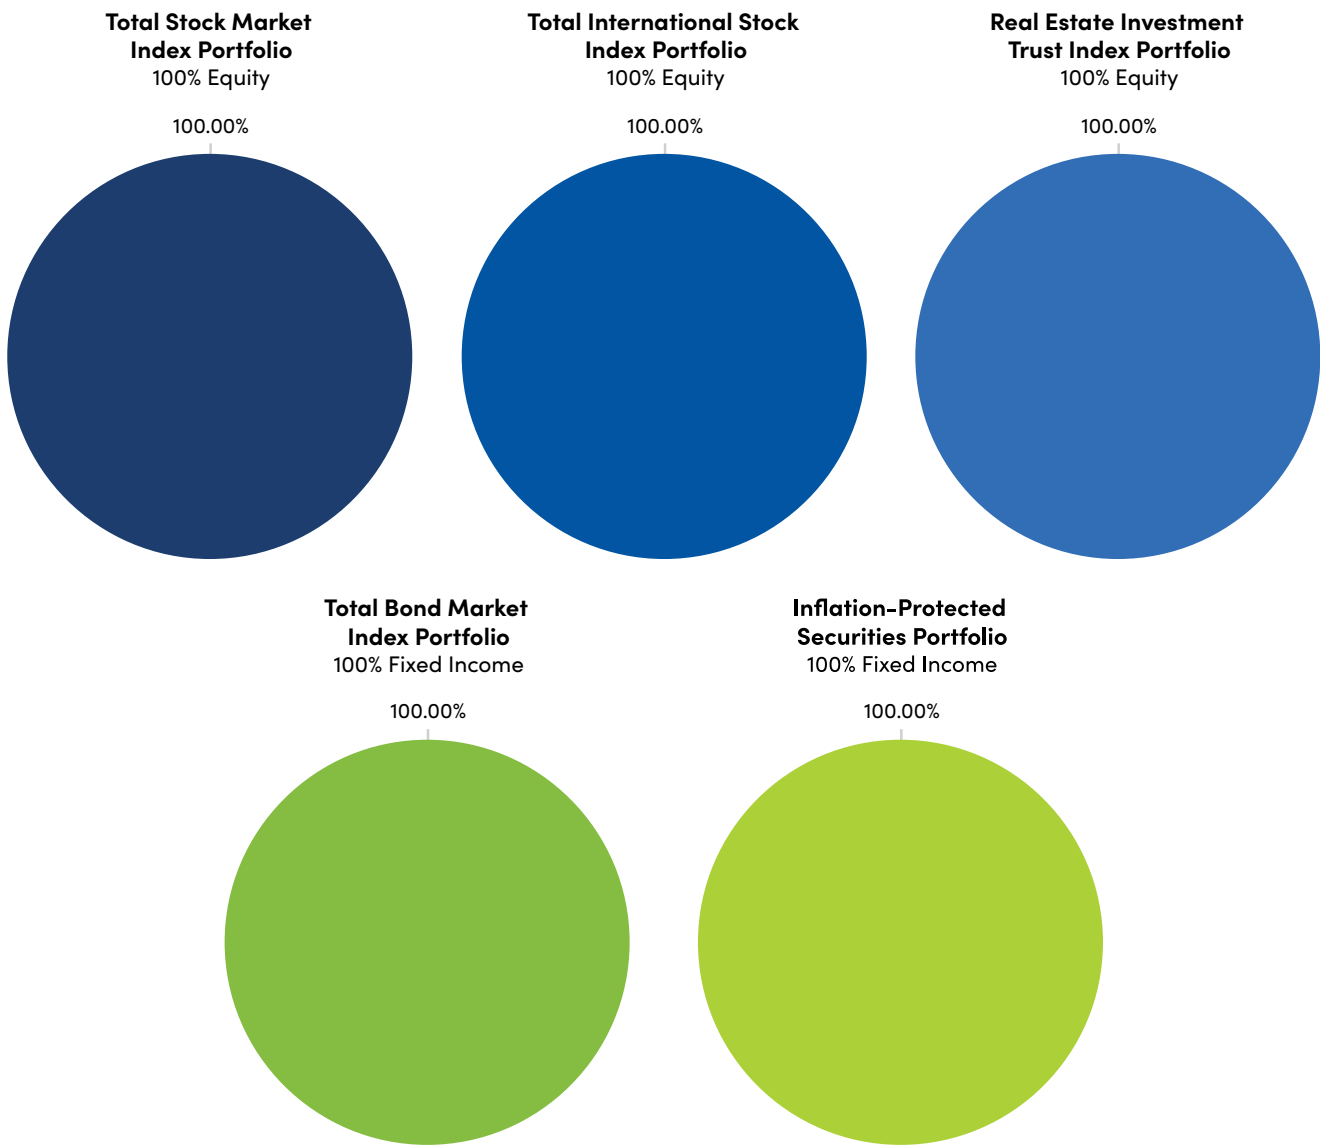 Total Stock Market
Index Portfolio
100% Equity
100.00%
Total International Stock
Index Portfolio
100% Equity
100.00%
Real Estate Investment
Trust Index Portfolio
100% Equity
100.00%
Total Bond Market
Index Portfolio
100% Fixed Income
100.00%
Inflation-Protected
Securities Portfolio
100% Fixed Income
100.00%